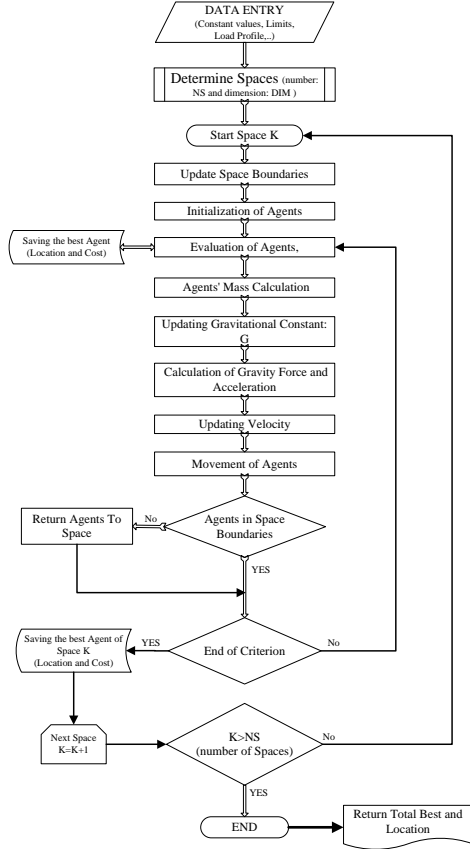 DATA ENTRY
(Constant values, Limits,
Load Profile,..)
Determine Spaces (number:
NS and dimension: DIM )
Start Space K
Update Space Boundaries
Initialization of Agents
Saving the best Agent
(Location and Cost)
Evaluation of Agents,
Agents' Mass Calculation
Updating Gravitational Constant:
G
Calculation of Gravity Force and
Acceleration
Updating Velocity
Movement of Agents
Return Agents To
Space
No
Agents in Space
Boundaries
YES
Saving the best Agent of
Space K
(Location and Cost)
YES
End of Criterion
No
Next Space
K=K+1
K>NS
(number of Spaces)
No
YES
END
Return Total Best and
Location